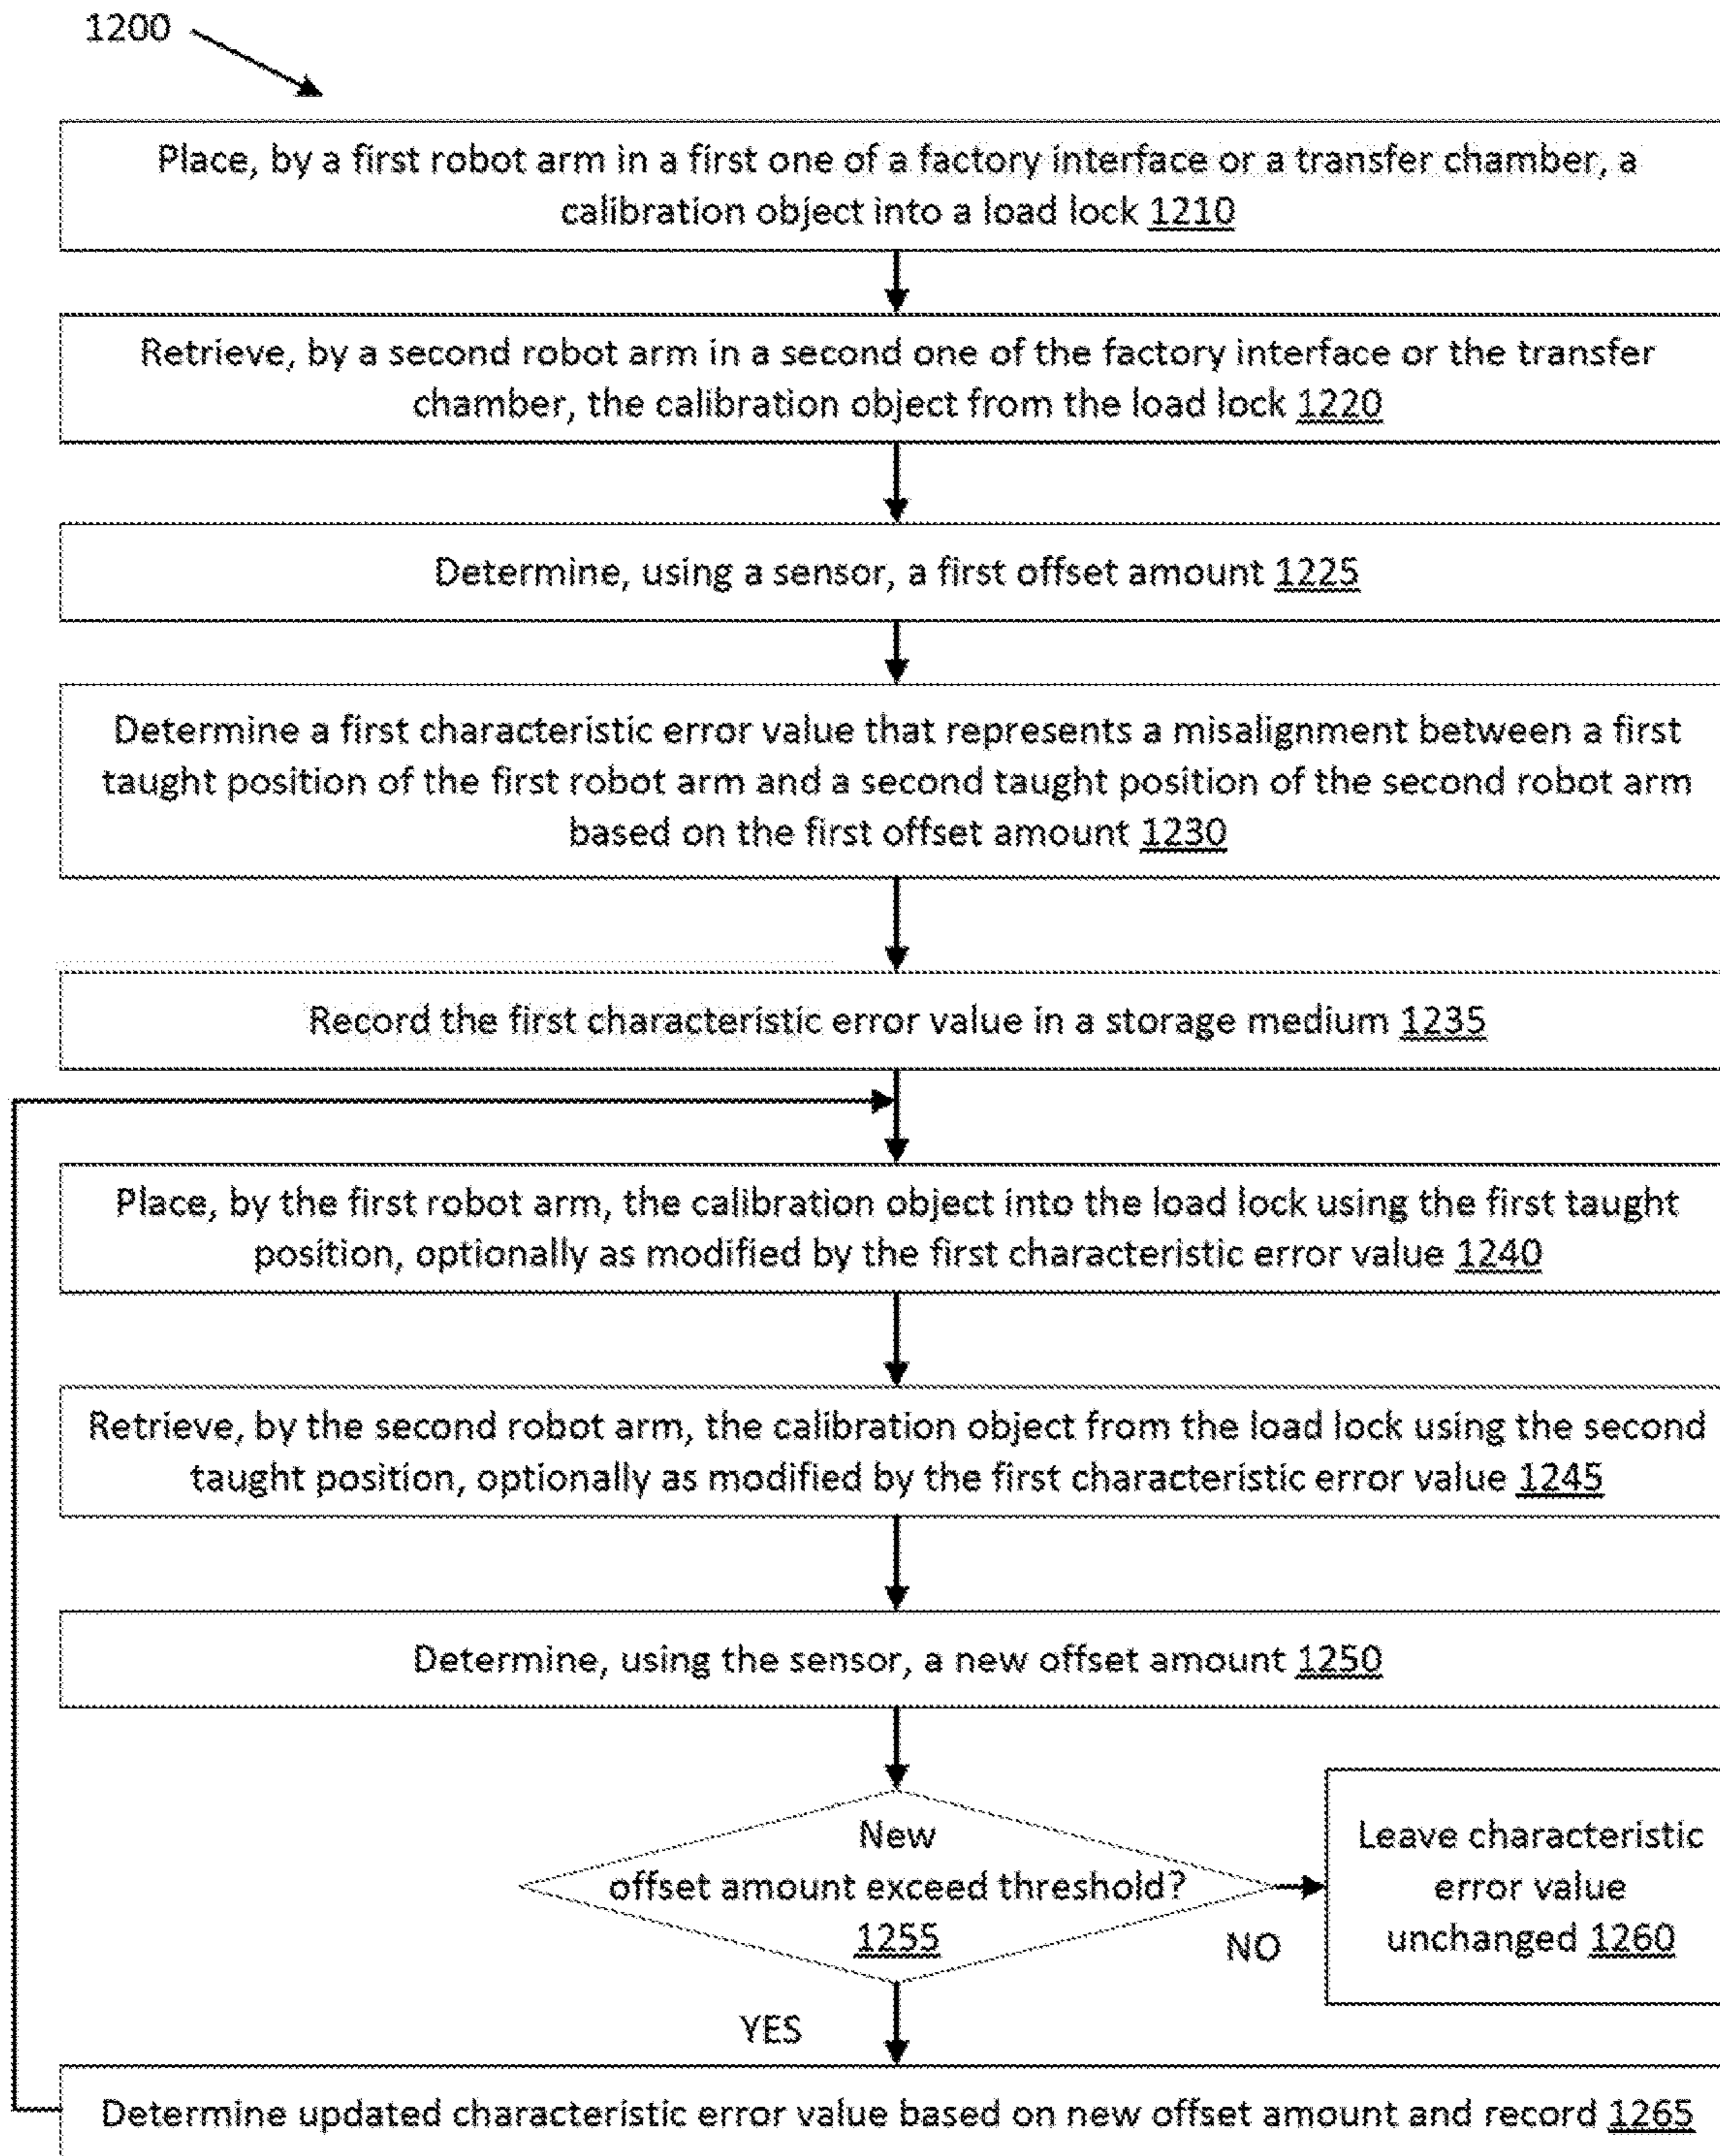 1200
Place, by a first robot arm in a first one of a factory interface or a transfer chamber, a
calibration object into a load lock 1210
Retrieve, by a second robot arm in a second one of the factory interface or the transfer
chamber, the calibration object from the load lock 1220
Determine, using a sensor, a first offset amount 1225
Determine a first characteristic error value that represents a misalignment between a first
taught position of the first robot arm and a second taught position of the second robot arm
based on the first offset amount 1230
Record the first characteristic error value in a storage medium 1235
Place, by the first robot arm, the calibration object into the load lock using the first taught
position, optionally as modified by the first characteristic error value 1240
Retrieve, by the second robot arm, the calibration object from the load lock using the second
taught position, optionally as modified by the first characteristic error value 1245
Determine, using the sensor, a new offset amount 1250
New
offset amount exceed threshold?
1255
NO
Leave characteristic
error value
unchanged 1260
YES
Determine updated characteristic error value based on new offset amount and record 1265